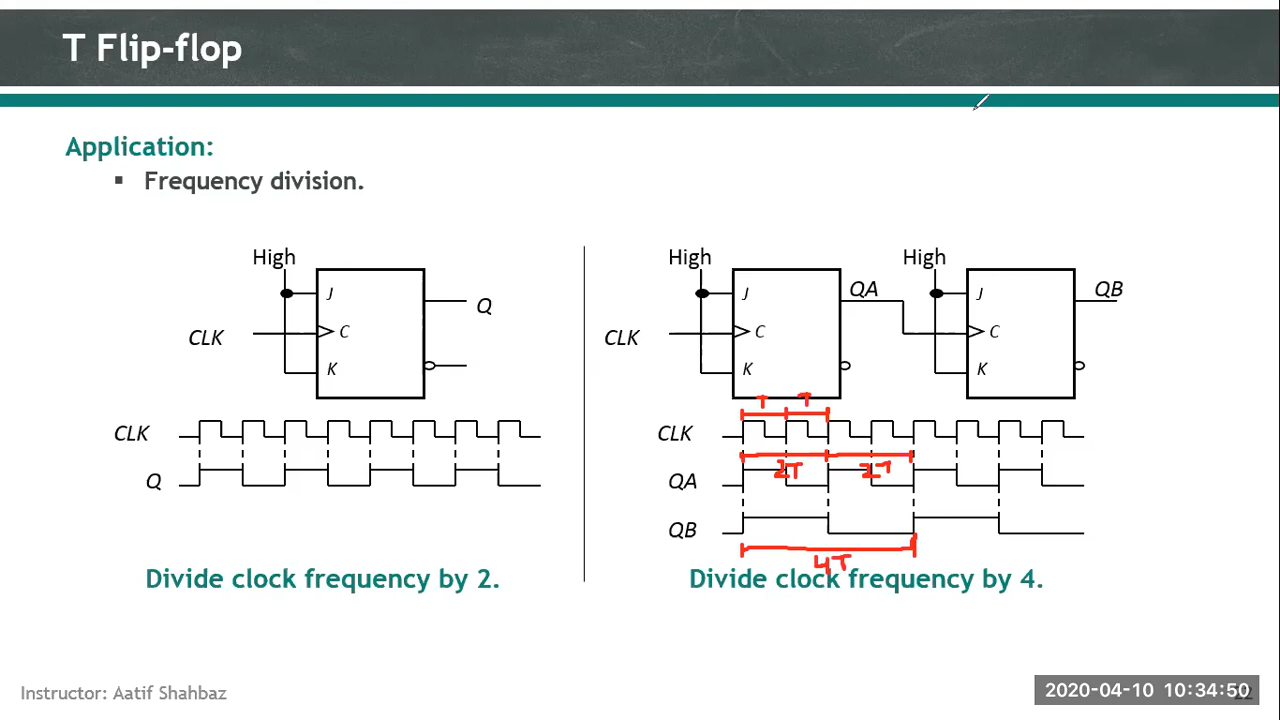 T Flip-flop
Application:
▪ Frequency division.
High
J
Q
CLK
C
K
CLK
Q
Divide clock frequency by 2.
High
J
QA
CLK
C
K
High
J
QB
C
K
T T
CLK
2T 2T
QA
QB
4T
Divide clock frequency by 4.
Instructor: Aatif Shahbaz
2020-04-10 10:34:50